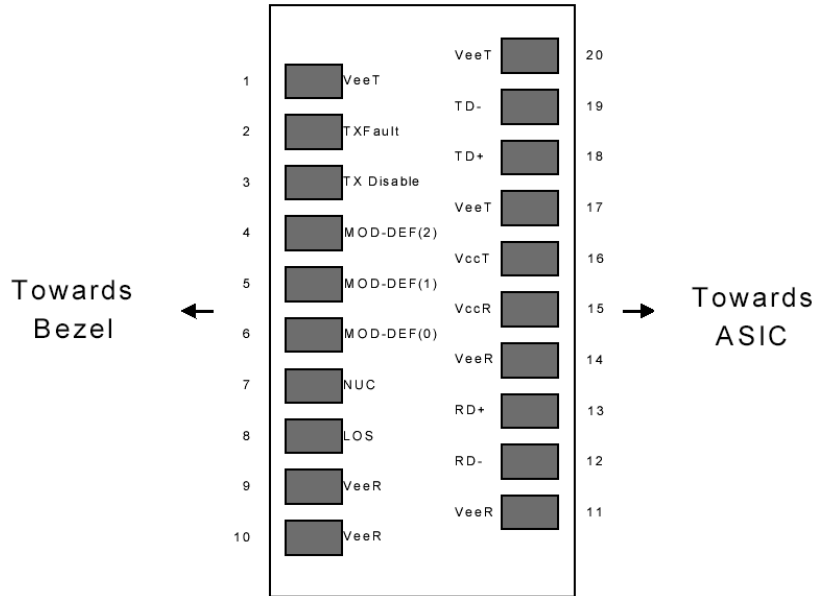 VeeT 20
1 VeeT
TD- 19
2 TXFault
TD+ 18
3 TX Disable
VeeT 17
4 MOD-DEF(2)
VccT 16
5 MOD-DEF(1)
Towards
Bezel
VccR 15
Towards
ASIC
6 MOD-DEF(0)
VeeR 14
7 NUC
RD+ 13
8 LOS
RD- 12
9 VeeR
VeeR 11
10 VeeR